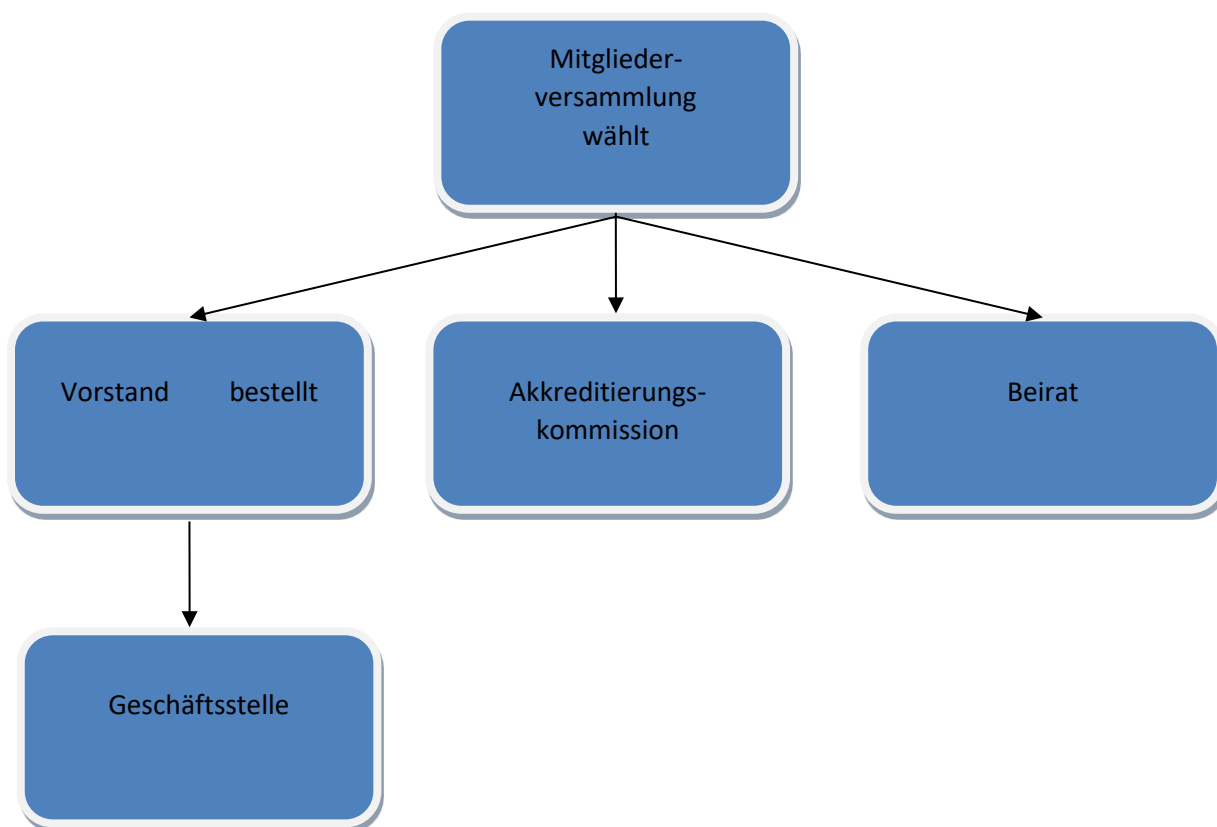 Mitglieder-
versammlung
wählt
Vorstand bestellt
Akkreditierungs-
kommission
Beirat
Geschäftsstelle